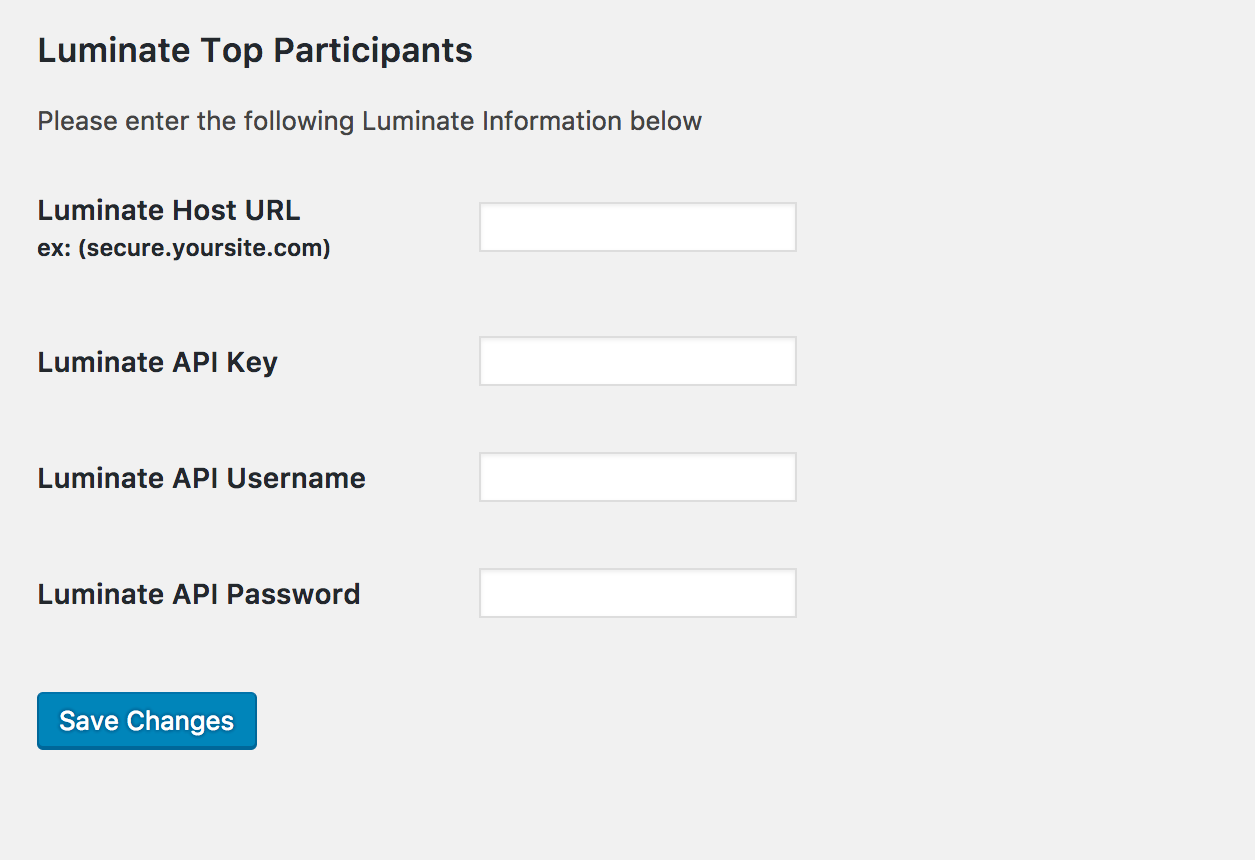 Luminate Top Participants
Please enter the following Luminate Information below
Luminate Host URL
ex: (secure.yoursite.com)
Luminate API Key
Luminate API Username
Luminate API Password
Save Changes